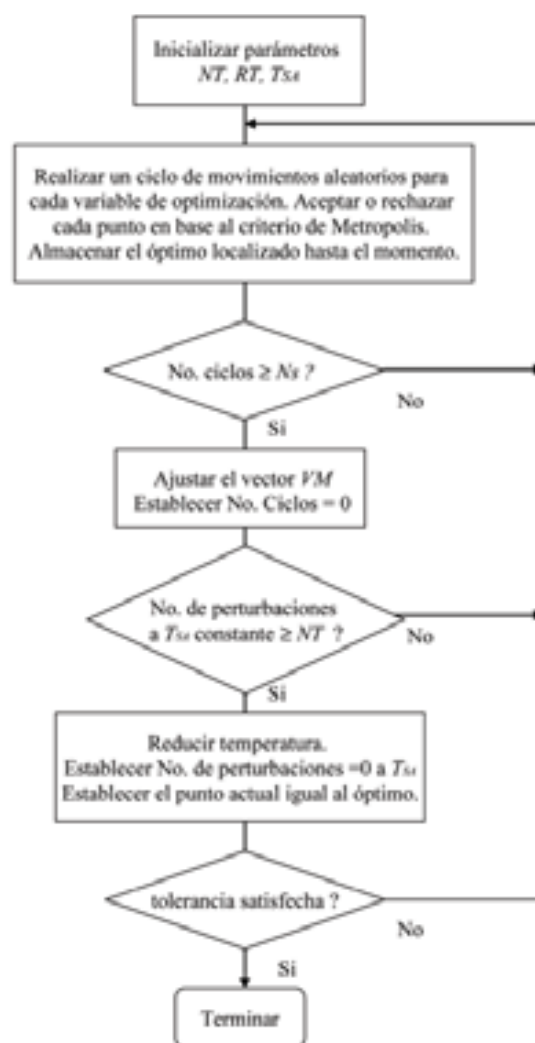 Inicializar parámetros
NT, RT, TSA
Realizar un ciclo de movimientos aleatorios para
cada variable de optimización. Aceptar o rechazar
cada punto en base al criterio de Metropolis.
Almacenar el óptimo localizado hasta el momento.
No. ciclos ≥ Ns ?
No
Si
Ajustar el vector VM
Establecer No. Ciclos = 0
No. de perturbaciones
a TSA constante ≥ NT ?
No
Si
Reducir temperatura.
Establecer No. de perturbaciones =0 a TSA
Establecer el punto actual igual al óptimo.
tolerancia satisfecha ?
No
Si
Terminar